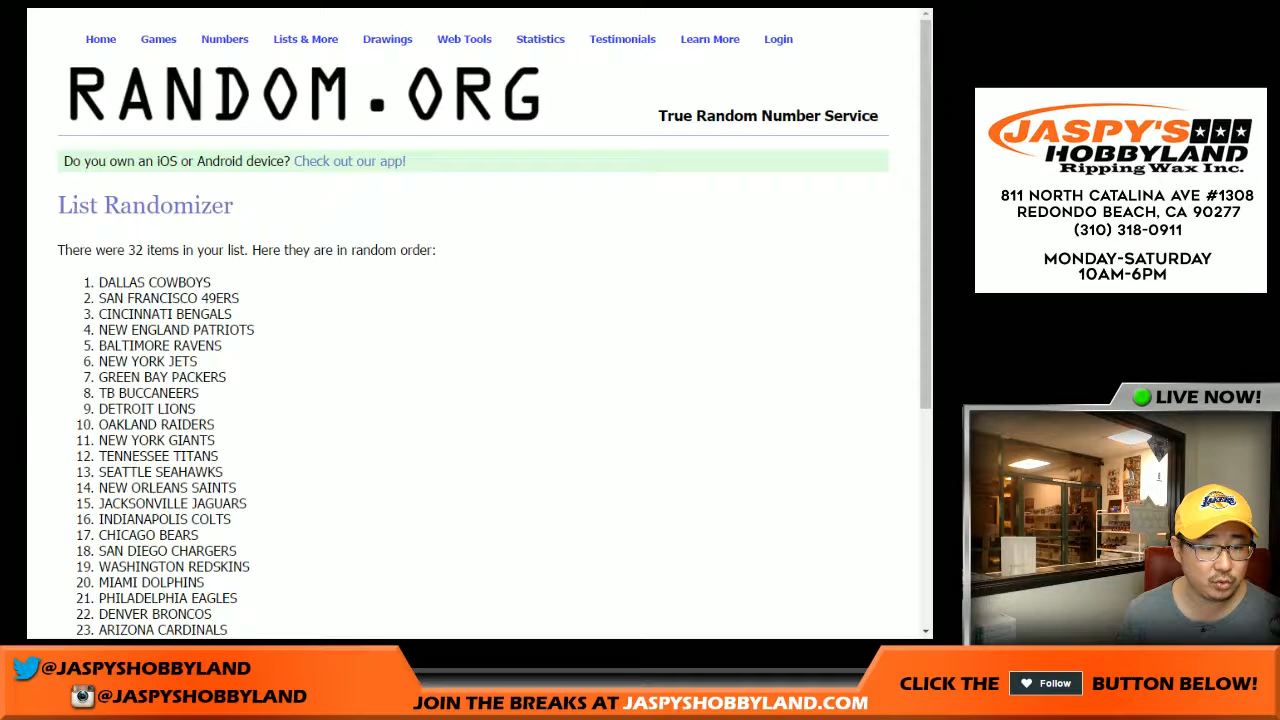 Home Games Numbers Lists & More Drawings Web Tools Statistics Testimonials Learn More Login
RANDOM.ORG
True Random Number Service
Do you own an iOS or Android device? Check out our app!
List Randomizer
There were 32 items in your list. Here they are in random order:
1. DALLAS COWBOYS
2. SAN FRANCISCO 49ERS
3. CINCINNATI BENGALS
4. NEW ENGLAND PATRIOTS
5. BALTIMORE RAVENS
6. NEW YORK JETS
7. GREEN BAY PACKERS
8. TB BUCCANEERS
9. DETROIT LIONS
10. OAKLAND RAIDERS
11. NEW YORK GIANTS
12. TENNESSEE TITANS
13. SEATTLE SEAHAWKS
14. NEW ORLEANS SAINTS
15. JACKSONVILLE JAGUARS
16. INDIANAPOLIS COLTS
17. CHICAGO BEARS
18. SAN DIEGO CHARGERS
19. WASHINGTON REDSKINS
20. MIAMI DOLPHINS
21. PHILADELPHIA EAGLES
22. DENVER BRONCOS
23. ARIZONA CARDINALS
JASPY'S
HOBBYLAND
Ripping Wax Inc.
811 NORTH CATALINA AVE #1308
REDONDO BEACH, CA 90277
(310) 318-0911
MONDAY-SATURDAY
10AM-6PM
LIVE NOW!
LAKERS
@JASPYSHOBBYLAND
@JASPYSHOBBYLAND
JOIN THE BREAKS AT JASPYSHOBBYLAND.COM
CLICK THE Follow BUTTON BELOW!